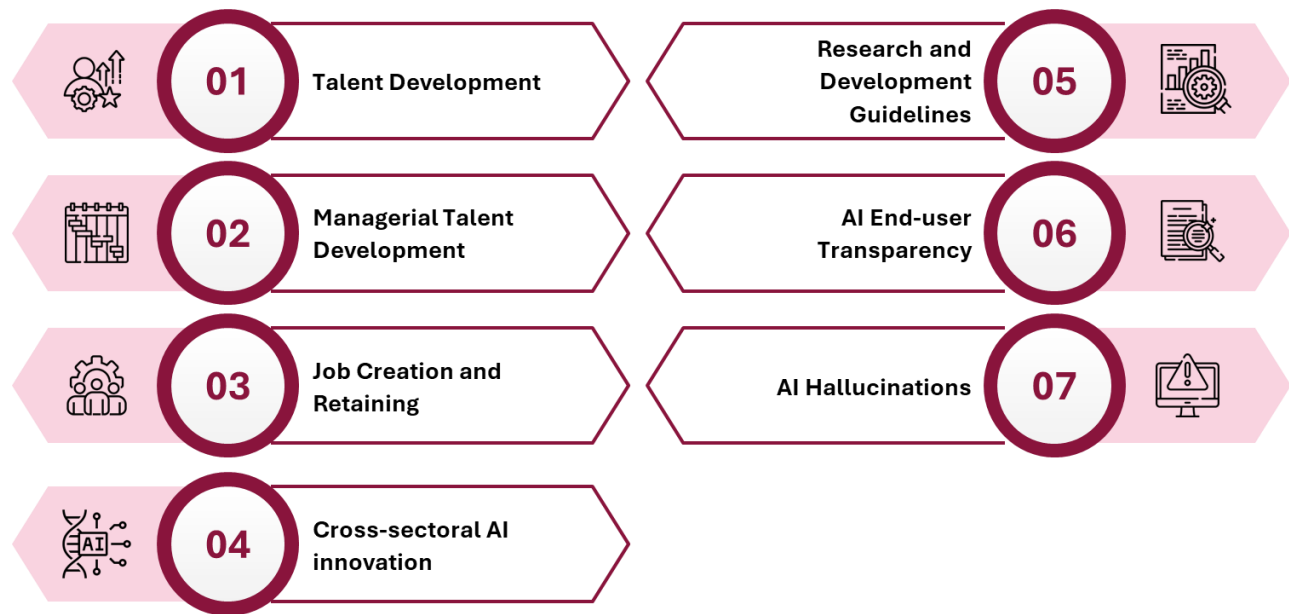 01
Talent Development
02
Managerial Talent
Development
03
Job Creation and
Retaining
04
AI
Cross-sectoral AI
innovation
05
Research and
Development
Guidelines
06
AI End-user
Transparency
07
AI Hallucinations